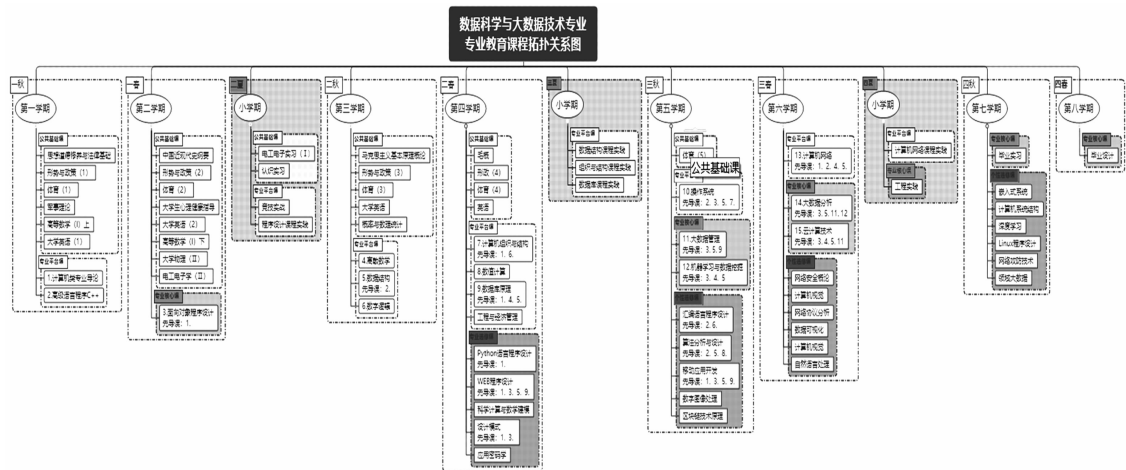 数据科学与大数据技术专业
专业教育课程拓扑关系图
一秋
第一学期
公共基础课
思想道德修养与法律基础
形势与政策（1）
体育（1）
军事理论
高等数学（I）上
大学英语（1）
专业平台课
1.计算机类专业导论
2.高级语言程序C++
一春
第二学期
公共基础课
中国近现代史纲要
形势与政策（2）
体育（2）
大学生心理健康指导
大学英语（2）
高等数学（I）下
大学物理（II）
电工电子学（II）
专业核心课
3.面向对象程序设计
先导课：1.
二夏
小学期
公共基础课
电工电子实习（I）
认识实习
专业平台课
竞技实战
程序设计课程实验
二秋
第三学期
公共基础课
马克思主义基本原理概论
形势与政策（3）
体育（3）
大学英语
概率与数理统计
专业平台课
4.离散数学
5.数据结构
先导课：2.
6.数字逻辑
二春
第四学期
公共基础课
毛概
形政（4）
体育（4）
英语
专业平台课
7.计算机组织与结构
先导课：1.6.
8.数值计算
9.数据库原理
先导课：1.4.5.
工程与经济管理
Python语言程序设计
先导课：1.
WEB程序设计
先导课：1.3.5.9.
科学计算与数学建模
设计模式
先导课：1.3.
应用密码学
三夏
小学期
专业平台课
数据结构课程实验
组织与结构课程实验
数据库课程实验
三秋
第五学期
公共基础课
体育（5）
公共基础课
10.操作系统
先导课：2.3.5.7.
专业核心课
11.大数据管理
先导课：3.5.9
12.机器学习与数据挖掘
先导课：3.4.5
汇编语言程序设计
先导课：2.6.
算法分析与设计
先导课：2.5.8.
移动应用开发
先导课：1.3.5.9.
数字图像处理
区块链技术原理
三春
第六学期
专业平台课
13.计算机网络
先导课：1.2.4.5.
专业核心课
14.大数据分析
先导课：3.5.11.12
15.云计算技术
先导课：3.4.5.11
网络安全概论
计算机视觉
网络协议分析
数据可视化
计算机视觉
自然语言处理
四夏
小学期
专业平台课
计算机网络课程实验
专业核心课
工程实践
四秋
第七学期
专业核心课
毕业实习
嵌入式系统
计算机系统结构
深度学习
Linux程序设计
网络攻防技术
领域大数据
四春
第八学期
专业核心课
毕业设计